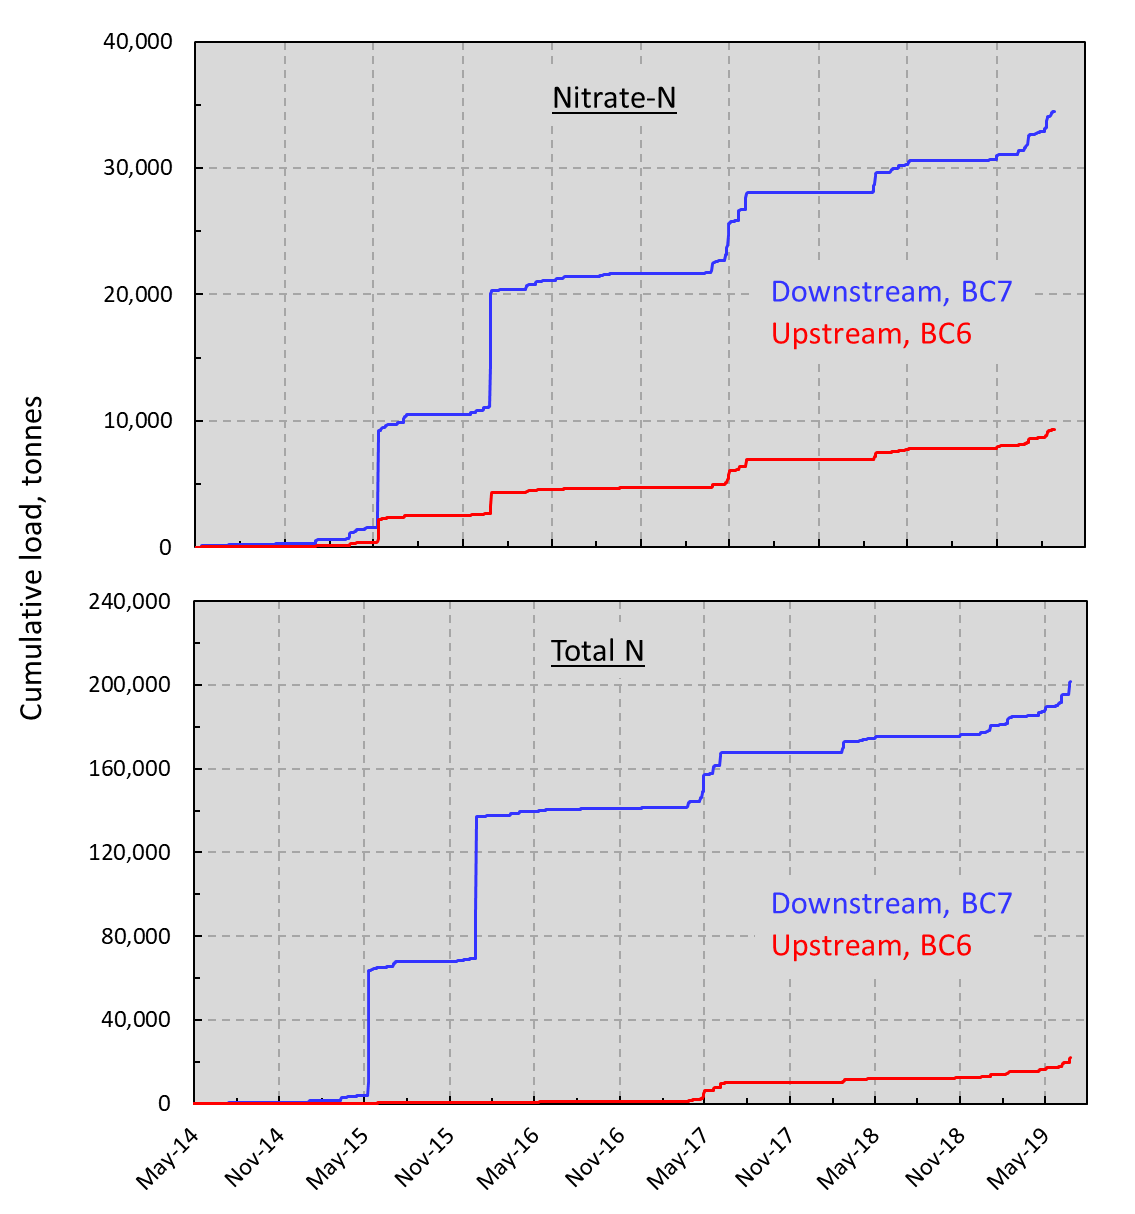 Cumulative load, tonnes
40,000
30,000
20,000
10,000
0
Nitrate-N
Downstream, BC7
Upstream, BC6
240,000
200,000
160,000
120,000
80,000
40,000
0
Total N
Downstream, BC7
Upstream, BC6
May-14
Nov-14
May-15
Nov-15
May-16
Nov-16
May-17
Nov-17
May-18
Nov-18
May-19